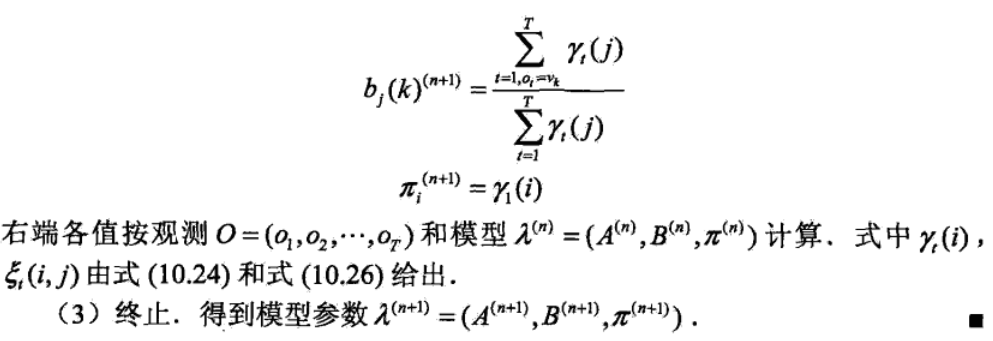 $$b_j(k)^{(n+1)} = \frac{\sum_{t=1,o_t=v_k}^{T} \gamma_t(j)}{\sum_{t=1}^{T} \gamma_t(j)}$$
$$\pi_i^{(n+1)} = \gamma_1(i)$$
右端各值按观测 $O=(o_1,o_2,\cdots,o_T)$ 和模型 $\lambda^{(n)}=(A^{(n)},B^{(n)},\pi^{(n)})$ 计算．式中 $\gamma_t(i)$，
$\xi_t(i,j)$ 由式 (10.24) 和式 (10.26) 给出．
（3）终止．得到模型参数 $\lambda^{(n+1)}=(A^{(n+1)},B^{(n+1)},\pi^{(n+1)})$．■